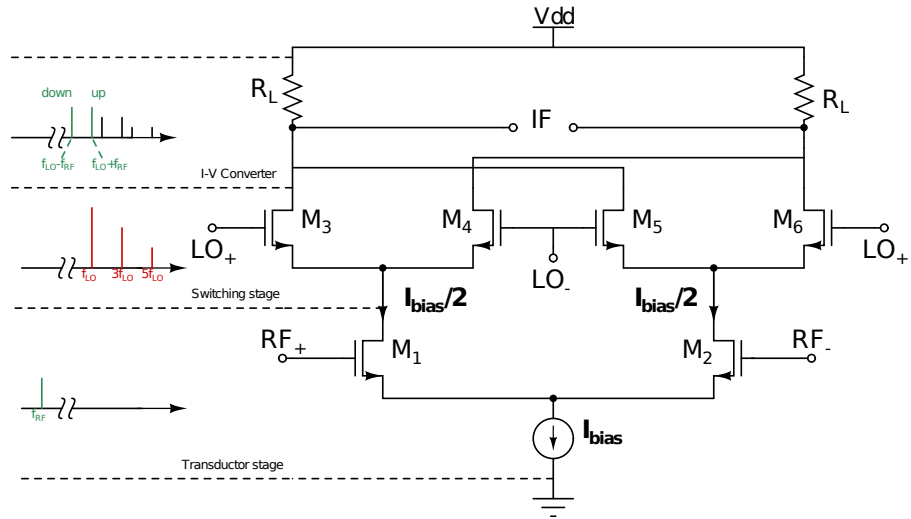 Vdd
down up
R_L
IF
R_L
f_LO-f_RF f_LO+f_RF
I-V Converter
M_3
M_4
M_5
M_6
LO_+
LO_-
LO_+
f_LO 3f_LO 5f_LO
Switching stage
I_bias/2
I_bias/2
RF_+
M_1
M_2
RF_-
f_RF
I_bias
Transductor stage